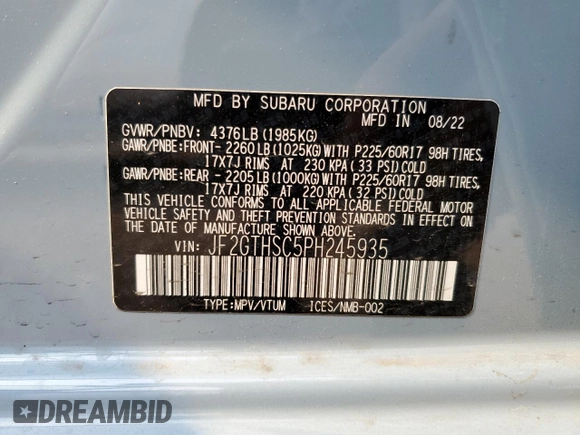 MFD BY SUBARU CORPORATION
MFD IN 08/22
GVWR/PNBV: 4376LB(1985KG)
GAWR/PNBE:FRONT- 2260LB(1025KG)WITH P225/60R17 98H TIRES,
17X7J RIMS AT 230 KPA(33 PSI)COLD
GAWR/PNBE:REAR - 2205LB(1000KG)WITH P225/60R17 98H TIRES,
17X7J RIMS AT 220 KPA(32 PSI)COLD
THIS VEHICLE CONFORMS TO ALL APPLICABLE FEDERAL MOTOR
VEHICLE SAFETY AND THEFT PREVENTION STANDARDS IN EFFECT ON
THE DATE OF MANUFACTURE SHOWN ABOVE.
VIN: JF2GTHSC5PH245935
TYPE:MPV/VTUM ICES/NMB-002
DREAMBID